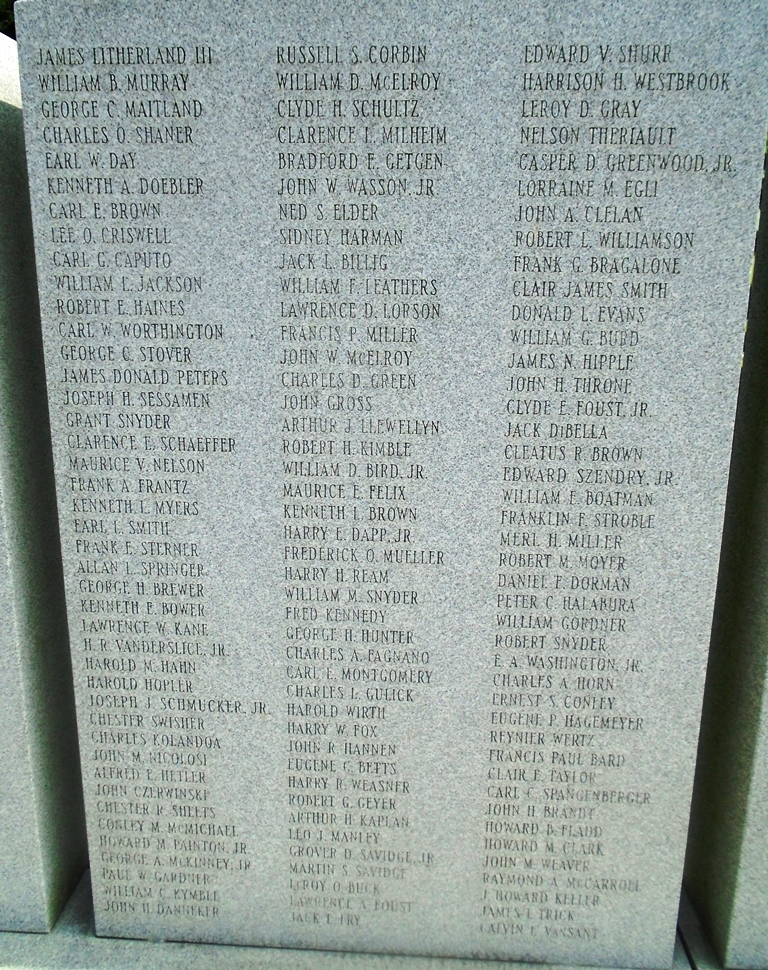 JAMES LITHERLAND III
WILLIAM B. MURRAY
GEORGE C. MAITLAND
CHARLES O. SHANER
EARL W. DAY
KENNETH A. DOEBLER
CARL E. BROWN
LEE O. CRISWELL
CARL G. CAPUTO
WILLIAM L. JACKSON
ROBERT E. HAINES
CARL W. WORTHINGTON
GEORGE C. STOVER
JAMES DONALD PETERS
JOSEPH H. SESSAMEN
GRANT SNYDER
CLARENCE E. SCHAEFFER
MAURICE V. NELSON
FRANK A. FRANTZ
KENNETH L. MYERS
EARL L. SMITH
FRANK E. STERNER
ALLAN L. SPRINGER
GEORGE H. BREWER
KENNETH E. BOWER
LAWRENCE W. KANE
H. R. VANDERSLICE, JR.
HAROLD M. HAHN
HAROLD HOPLER
JOSEPH J. SCHMUCKER, JR.
CHESTER SWISHER
CHARLES KOLANDOA
JOHN M. NICOLOSI
ALFRED E. HETLER
JOHN CZERWINSKI
CHESTER R. SHEETS
CONLEY M. McMICHAEL
HOWARD M. PAINTON, JR.
GEORGE A. McKINNEY, JR
PAUL W. GARDNER
WILLIAM C. KYMBLE
JOHN H. DANNEKER
RUSSELL S. CORBIN
WILLIAM D. McELROY
CLYDE H. SCHULTZ
CLARENCE L. MILHEIM
BRADFORD E. GETGEN
JOHN W. WASSON, JR
NED S. ELDER
SIDNEY HARMAN
JACK L. BILLIG
WILLIAM F. LEATHERS
LAWRENCE D. LORSON
FRANCIS P. MILLER
JOHN W. McELROY
CHARLES D. GREEN
JOHN GROSS
ARTHUR J. LLEWELLYN
ROBERT H. KIMBLE
WILLIAM D. BIRD, JR.
MAURICE E. FELIX
KENNETH L. BROWN
HARRY E. DAPP, JR.
FREDERICK O. MUELLER
HARRY H. REAM
WILLIAM M. SNYDER
FRED KENNEDY
GEORGE H. HUNTER
CHARLES A. FAGNANO
CARL E. MONTGOMERY
CHARLES L. GULICK
HAROLD WIRTH
HARRY W. FOX
JOHN R. HANNEN
EUGENE C. BETTS
HARRY R. WEASNER
ROBERT G. GEYER
ARTHUR H. KAPLAN
LEO J. MANLEY
GROVER D. SAVIDGE, JR
MARTIN S. SAVIDGE
LeROY O. BUCK
LAWRENCE A. FOUST
JACK E. FRY
EDWARD V. SHURR
HARRISON H. WESTBROOK
LEROY D. GRAY
NELSON THERIAULT
CASPER D. GREENWOOD, JR.
LORRAINE M. EGLI
JOHN A. CLELAN
ROBERT L. WILLIAMSON
FRANK G. BRAGALONE
CLAIR JAMES SMITH
DONALD L. EVANS
WILLIAM G. BURD
JAMES N. HIPPLE
JOHN H. THRONE
CLYDE E. FOUST, JR.
JACK DiBELLA
CLEATUS R. BROWN
EDWARD SZENDRY, JR.
WILLIAM E. BOATMAN
FRANKLIN F. STROBLE
MERL H. MILLER
ROBERT M. MOYER
DANIEL F. DORMAN
PETER C. HALABURA
WILLIAM GORDNER
ROBERT SNYDER
E. A. WASHINGTON, JR.
CHARLES A. HORN
ERNEST S. CONLEY
EUGENE P. HAGEMEYER
REYNIER WERTZ
FRANCIS PAUL BARD
CLAIR E. TAYLOR
CARL C. SPANGENBERGER
JOHN H. BRANDT
HOWARD B. FLADD
HOWARD M. CLARK
JOHN M. WEAVER
RAYMOND A. McCARROLL
J. HOWARD KELLER
JAMES L. TRICK
CALVIN L. VANSANT